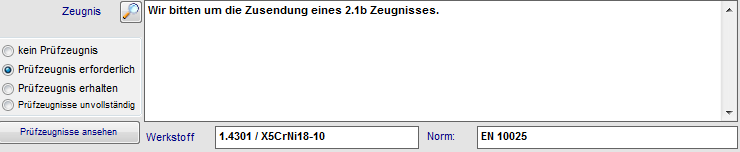 Zeugnis
Wir bitten um die Zusendung eines 2.1b Zeugnisses.
kein Prüfzeugnis
Prüfzeugnis erforderlich
Prüfzeugnis erhalten
Prüfzeugnisse unvollständig
Prüfzeugnisse ansehen
Werkstoff 1.4301 / X5CrNi18-10 Norm: EN 10025